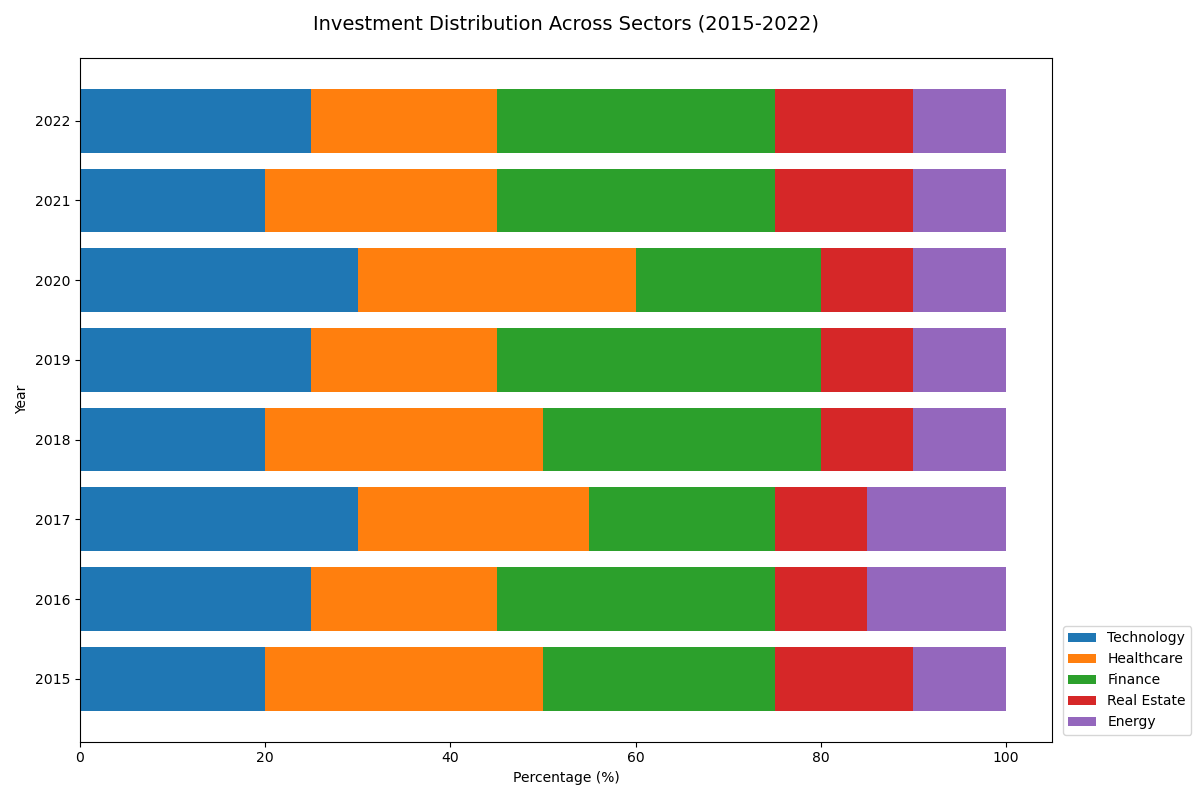 Investment Distribution Across Sectors (2015-2022)
Year
2022
2021
2020
2019
2018
2017
2016
2015
0 20 40 60 80 100
Percentage (%)
Technology
Healthcare
Finance
Real Estate
Energy